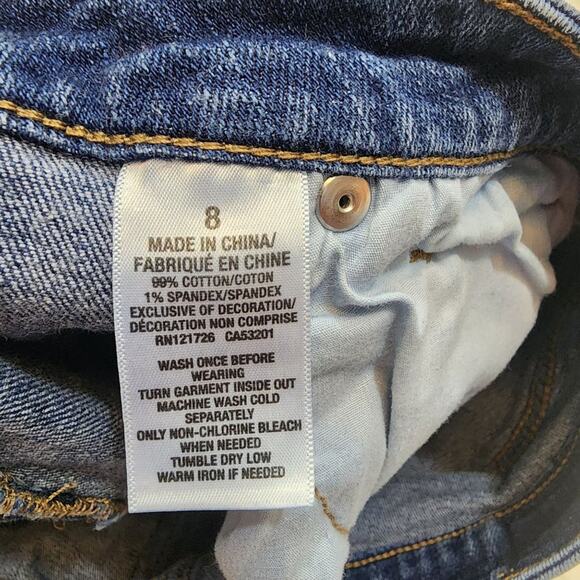 8
MADE IN CHINA/
FABRIQUÉ EN CHINE
99% COTTON/COTON
1% SPANDEX/SPANDEX
EXCLUSIVE OF DECORATION/
DÉCORATION NON COMPRISE
RN121726 CA53201
WASH ONCE BEFORE
WEARING
TURN GARMENT INSIDE OUT
MACHINE WASH COLD
SEPARATELY
ONLY NON-CHLORINE BLEACH
WHEN NEEDED
TUMBLE DRY LOW
WARM IRON IF NEEDED